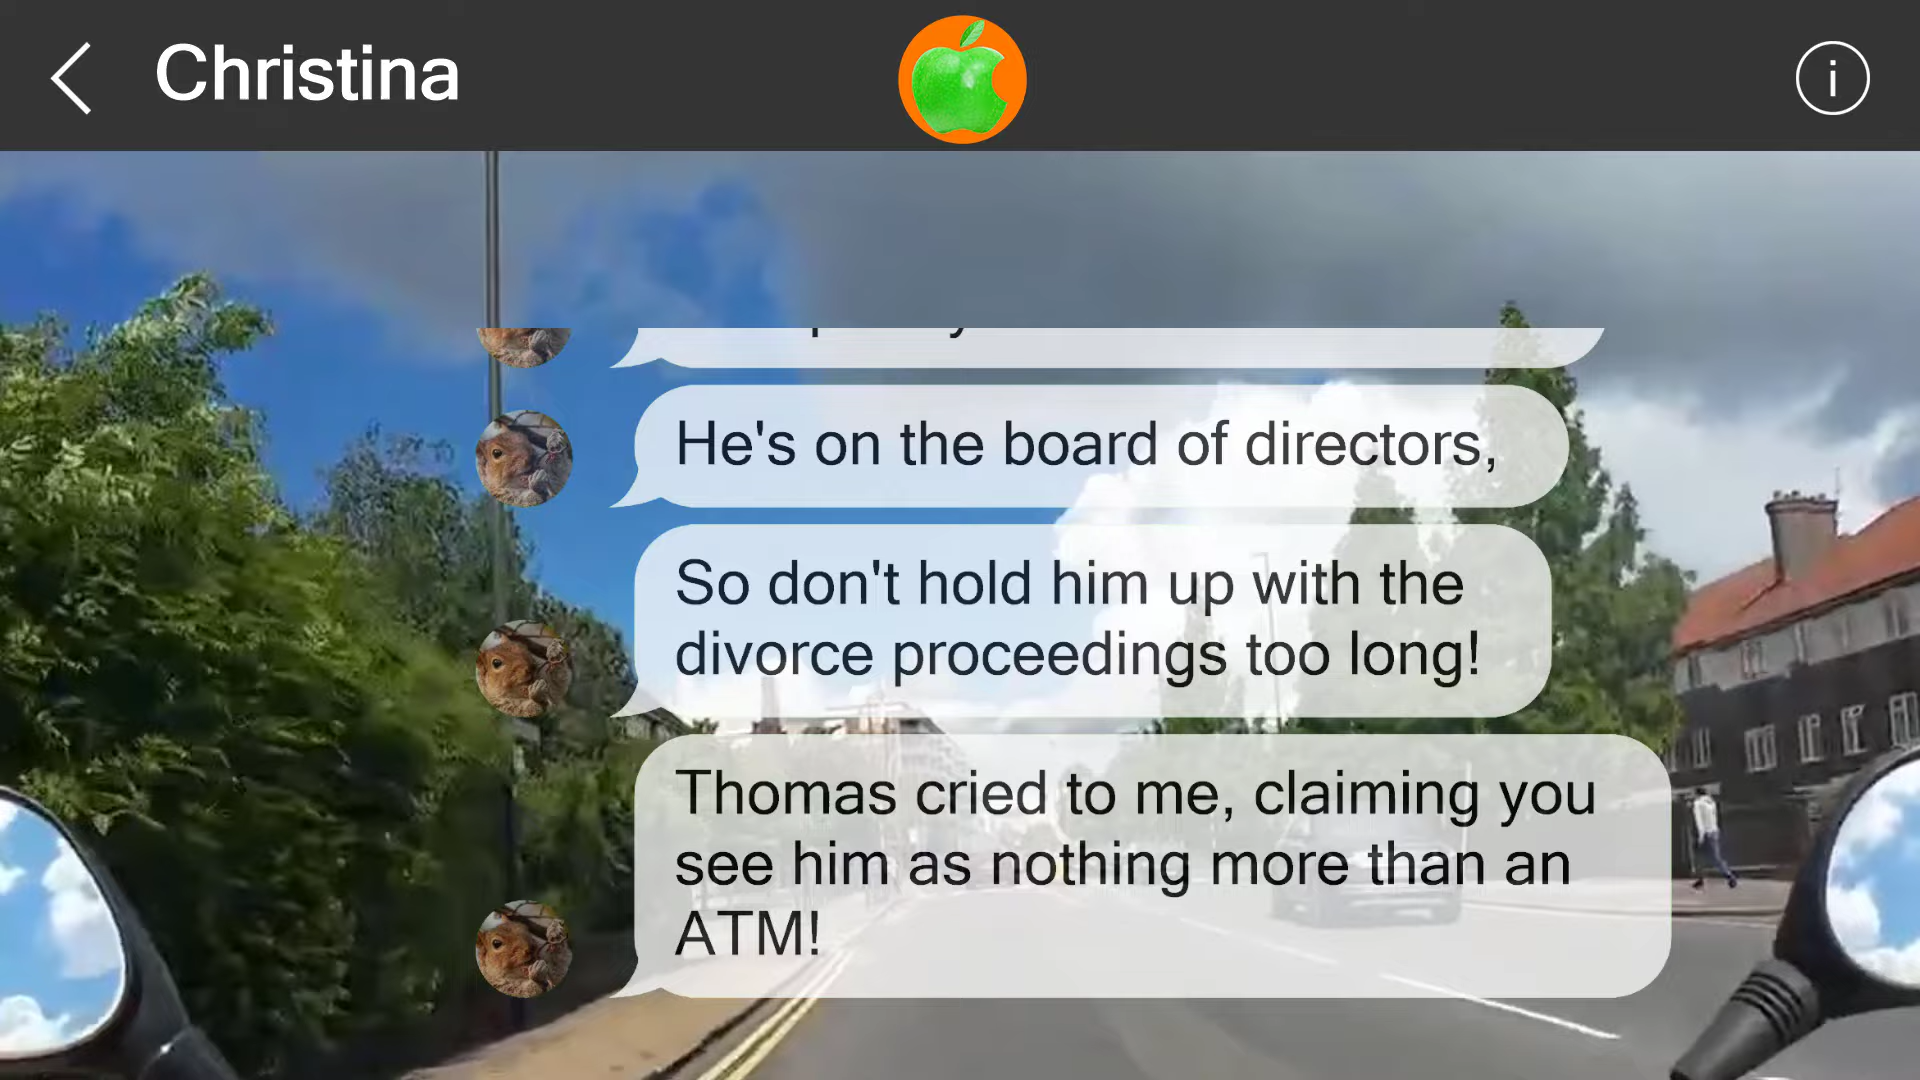 Christina
i
He's on the board of directors,
So don't hold him up with the
divorce proceedings too long!
Thomas cried to me, claiming you
see him as nothing more than an
ATM!